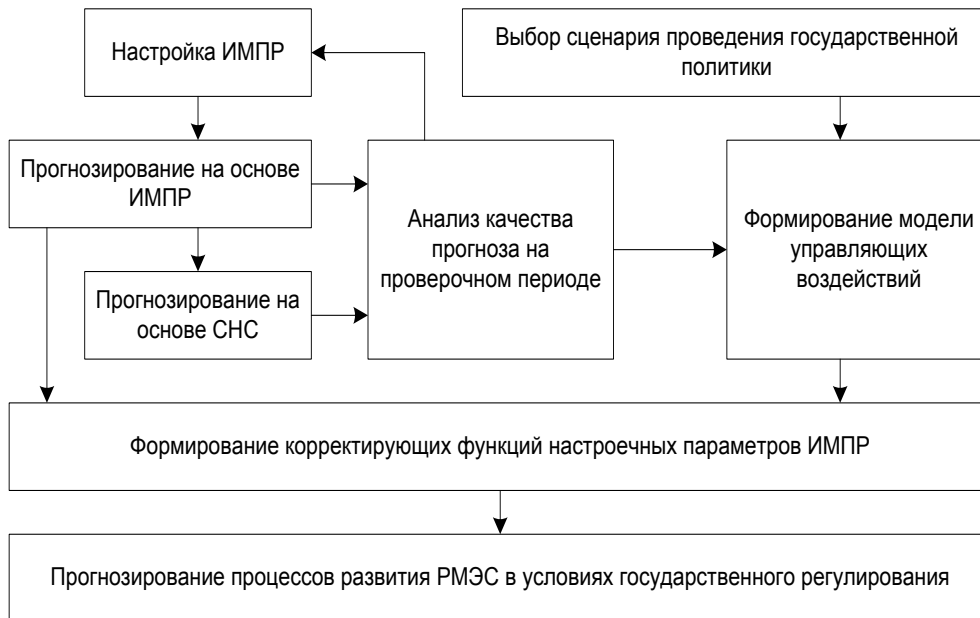 Настройка ИМПР
Выбор сценария проведения государственной
политики
Прогнозирование на основе
ИМПР
Анализ качества
прогноза на
проверочном периоде
Формирование модели
управляющих
воздействий
Прогнозирование на
основе СНС
Формирование корректирующих функций настроечных параметров ИМПР
Прогнозирование процессов развития РМЭС в условиях государственного регулирования